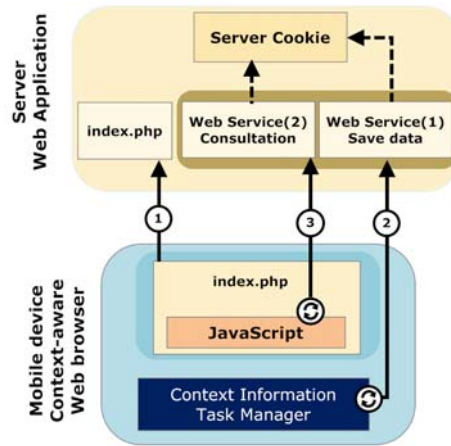 Server
Web Application
Server Cookie
index.php
Web Service(2)
Consultation
Web Service(1)
Save data
1
3
2
Mobile device
Context-aware
Web browser
index.php
JavaScript
Context Information
Task Manager